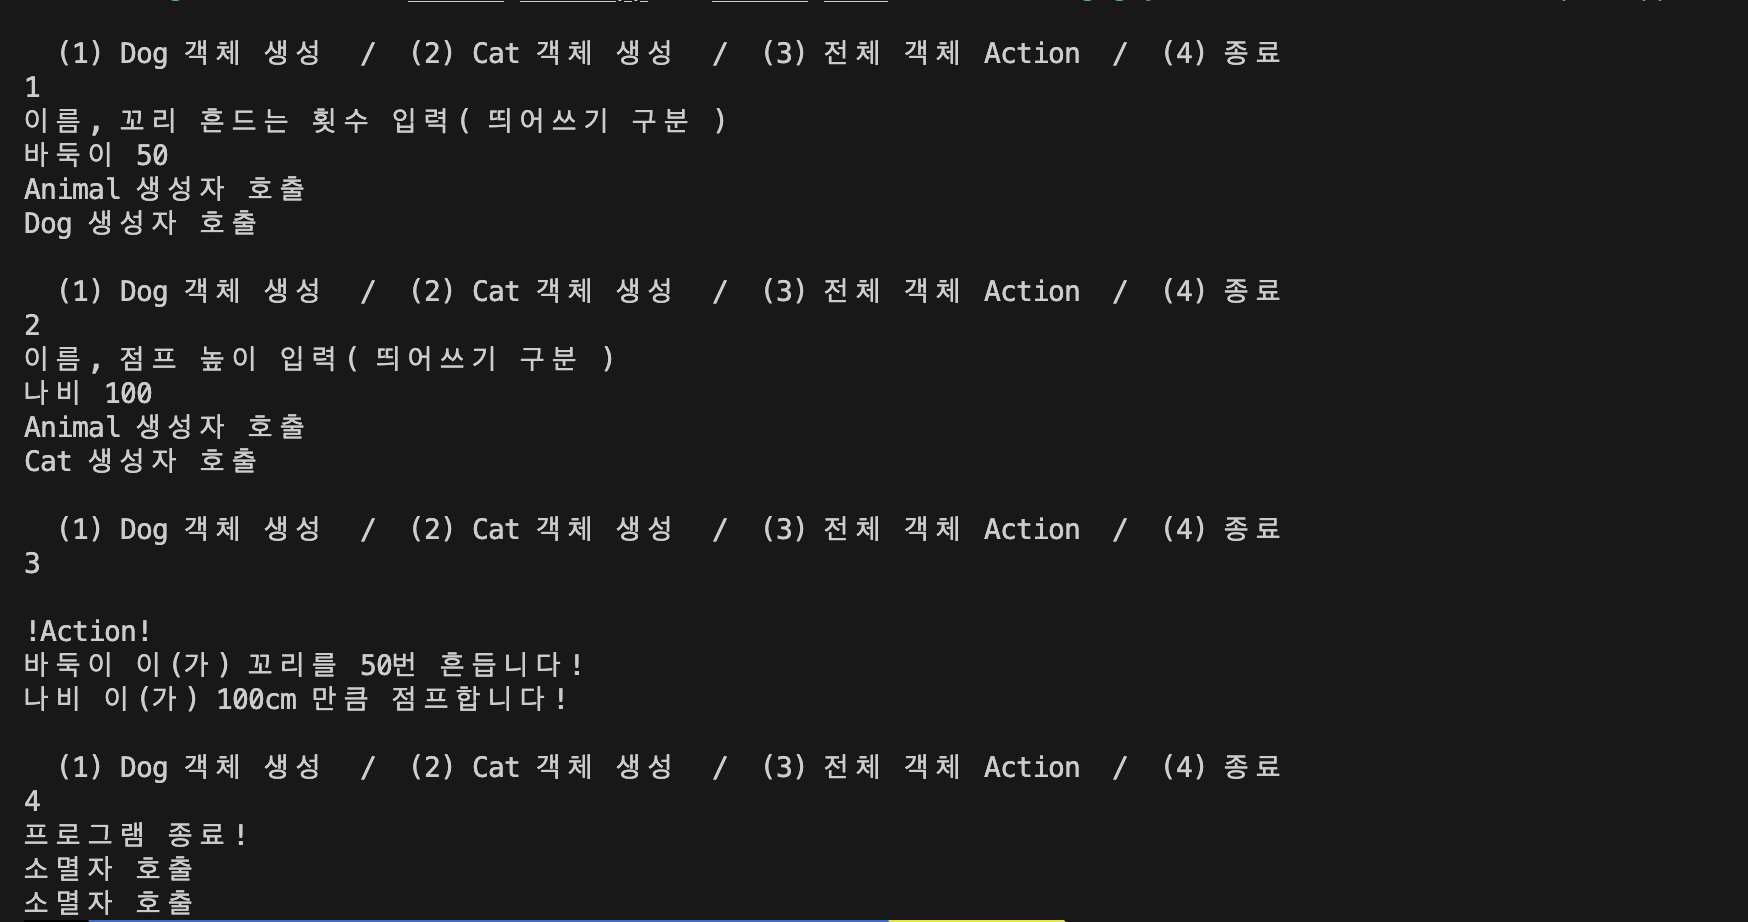 (1) Dog 객체 생성  /  (2) Cat 객체 생성  /  (3) 전체 객체 Action  /  (4) 종료
1
이름, 꼬리 흔드는 횟수 입력( 띄어쓰기 구분 )
바둑이 50
Animal 생성자 호출
Dog 생성자 호출
(1) Dog 객체 생성  /  (2) Cat 객체 생성  /  (3) 전체 객체 Action  /  (4) 종료
2
이름, 점프 높이 입력( 띄어쓰기 구분 )
나비 100
Animal 생성자 호출
Cat 생성자 호출
(1) Dog 객체 생성  /  (2) Cat 객체 생성  /  (3) 전체 객체 Action  /  (4) 종료
3
!Action!
바둑이 이(가) 꼬리를 50번 흔듭니다!
나비 이(가) 100cm 만큼 점프합니다!
(1) Dog 객체 생성  /  (2) Cat 객체 생성  /  (3) 전체 객체 Action  /  (4) 종료
4
프로그램 종료!
소멸자 호출
소멸자 호출